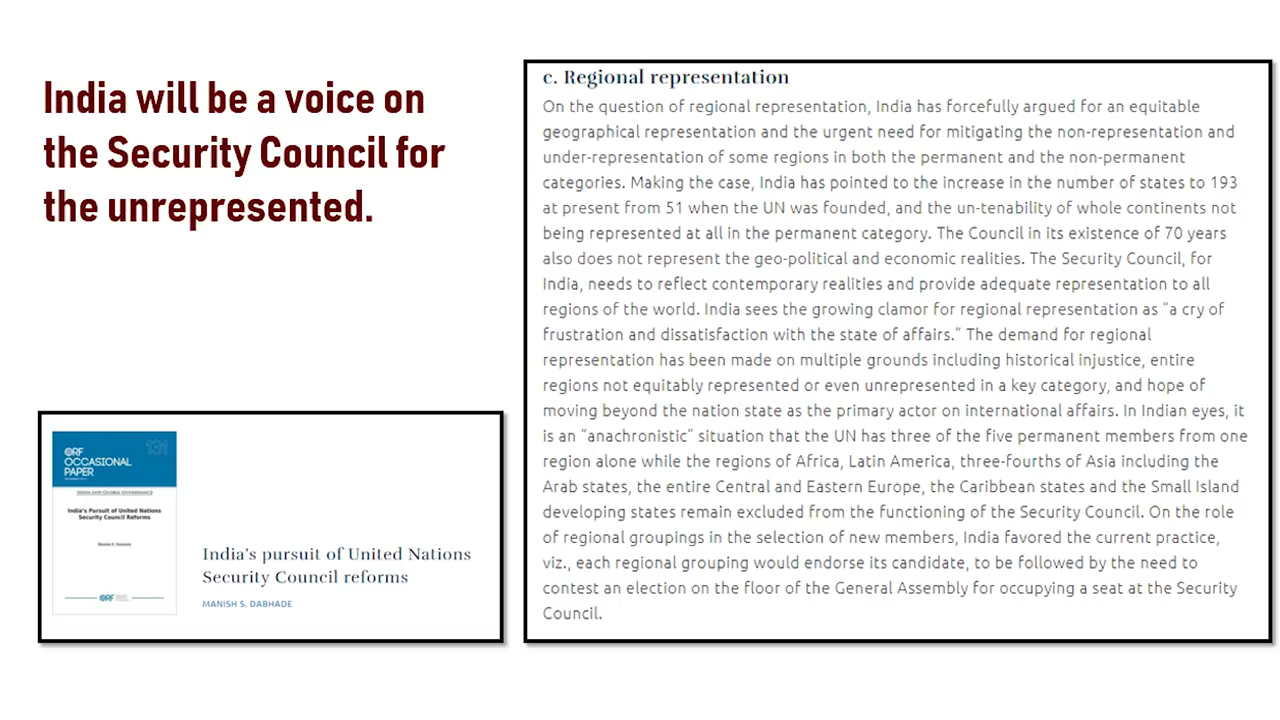 India will be a voice on
the Security Council for
the unrepresented.
c. Regional representation
On the question of regional representation, India has forcefully argued for an equitable
geographical representation and the urgent need for mitigating the non-representation and
under-representation of some regions in both the permanent and the non-permanent
categories. Making the case, India has pointed to the increase in the number of states to 193
at present from 51 when the UN was founded, and the un-tenability of whole continents not
being represented at all in the permanent category. The Council in its existence of 70 years
also does not represent the geo-political and economic realities. The Security Council, for
India, needs to reflect contemporary realities and provide adequate representation to all
regions of the world. India sees the growing clamor for regional representation as “a cry of
frustration and dissatisfaction with the state of affairs.” The demand for regional
representation has been made on multiple grounds including historical injustice, entire
regions not equitably represented or even unrepresented in a key category, and hope of
moving beyond the nation state as the primary actor on international affairs. In Indian eyes, it
is an “anachronistic” situation that the UN has three of the five permanent members from one
region alone while the regions of Africa, Latin America, three-fourths of Asia including the
Arab states, the entire Central and Eastern Europe, the Caribbean states and the Small Island
developing states remain excluded from the functioning of the Security Council. On the role
of regional groupings in the selection of new members, India favored the current practice,
viz., each regional grouping would endorse its candidate, to be followed by the need to
contest an election on the floor of the General Assembly for occupying a seat at the Security
Council.
ORF
OCCASIONAL
PAPER
131
INDIA AND GLOBAL GOVERNANCE
India's Pursuit of United Nations
Security Council Reforms
ORF
India's pursuit of United Nations
Security Council reforms
MANISH S. DABHADE